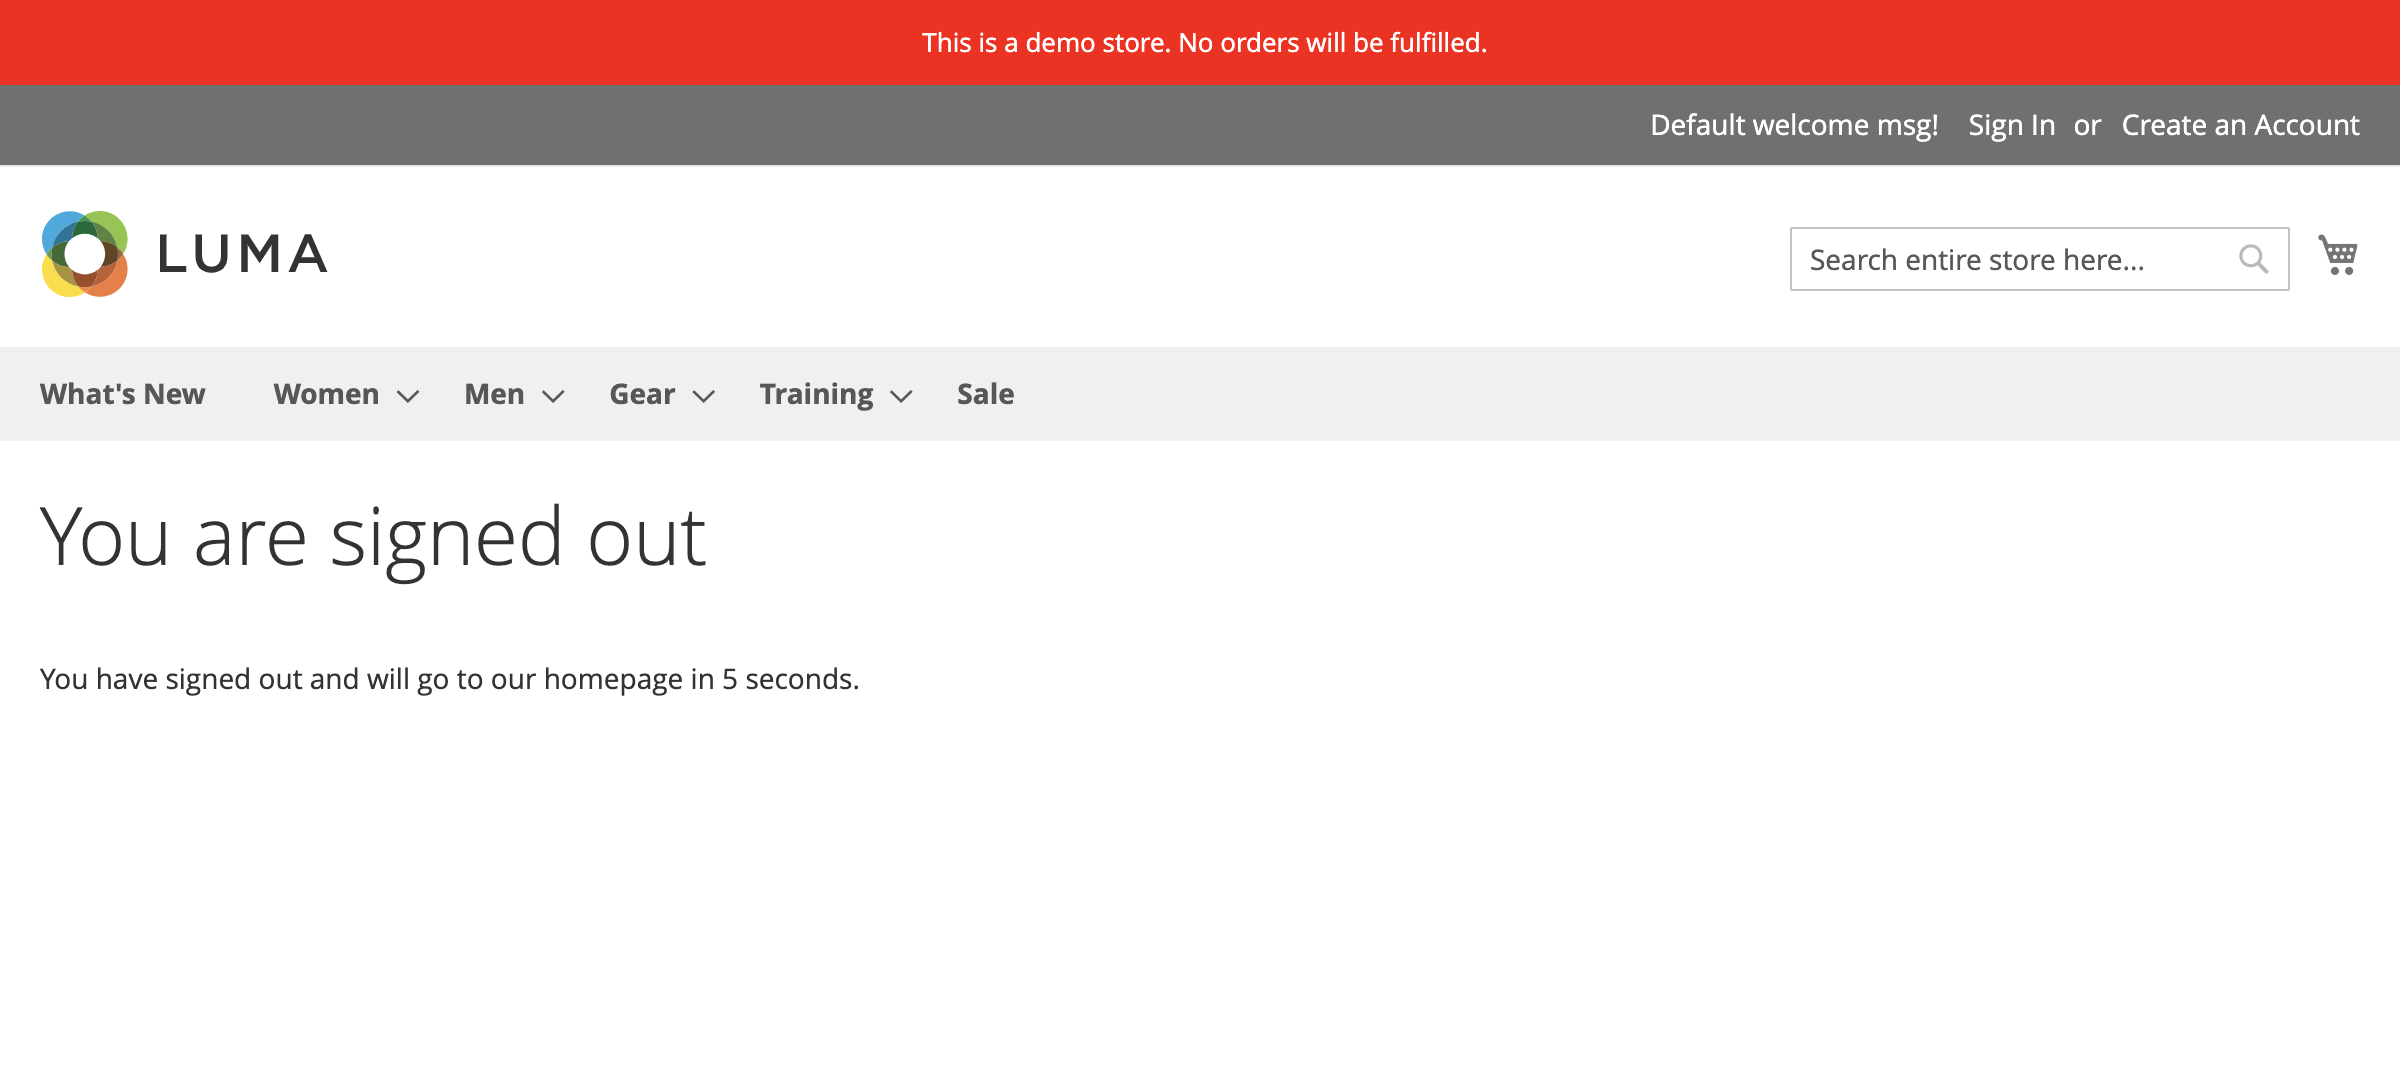 This is a demo store. No orders will be fulfilled.
Default welcome msg! Sign In or Create an Account
LUMA
Search entire store here...
What's New Women Men Gear Training Sale
You are signed out
You have signed out and will go to our homepage in 5 seconds.